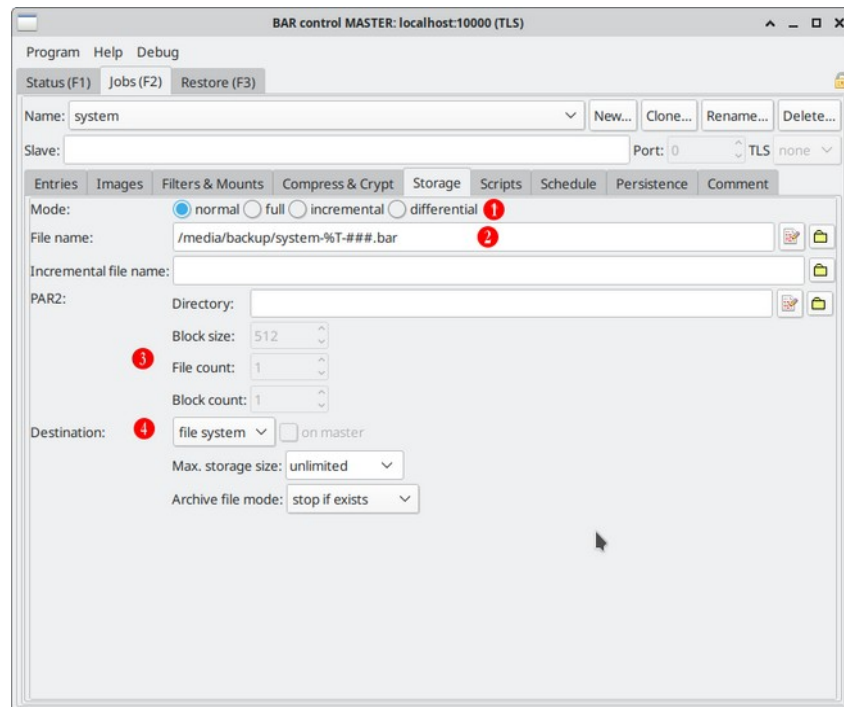 BAR control MASTER: localhost:10000 (TLS)
Program Help Debug
Status (F1) Jobs (F2) Restore (F3)
Name: system New... Clone... Rename... Delete...
Slave: Port: 0 TLS none
Entries Images Filters & Mounts Compress & Crypt Storage Scripts Schedule Persistence Comment
Mode: normal full incremental differential 1
File name: /media/backup/system-%T-###.bar 2
Incremental file name:
PAR2: Directory:
Block size: 512
3 File count: 1
Block count: 1
Destination: 4 file system on master
Max. storage size: unlimited
Archive file mode: stop if exists